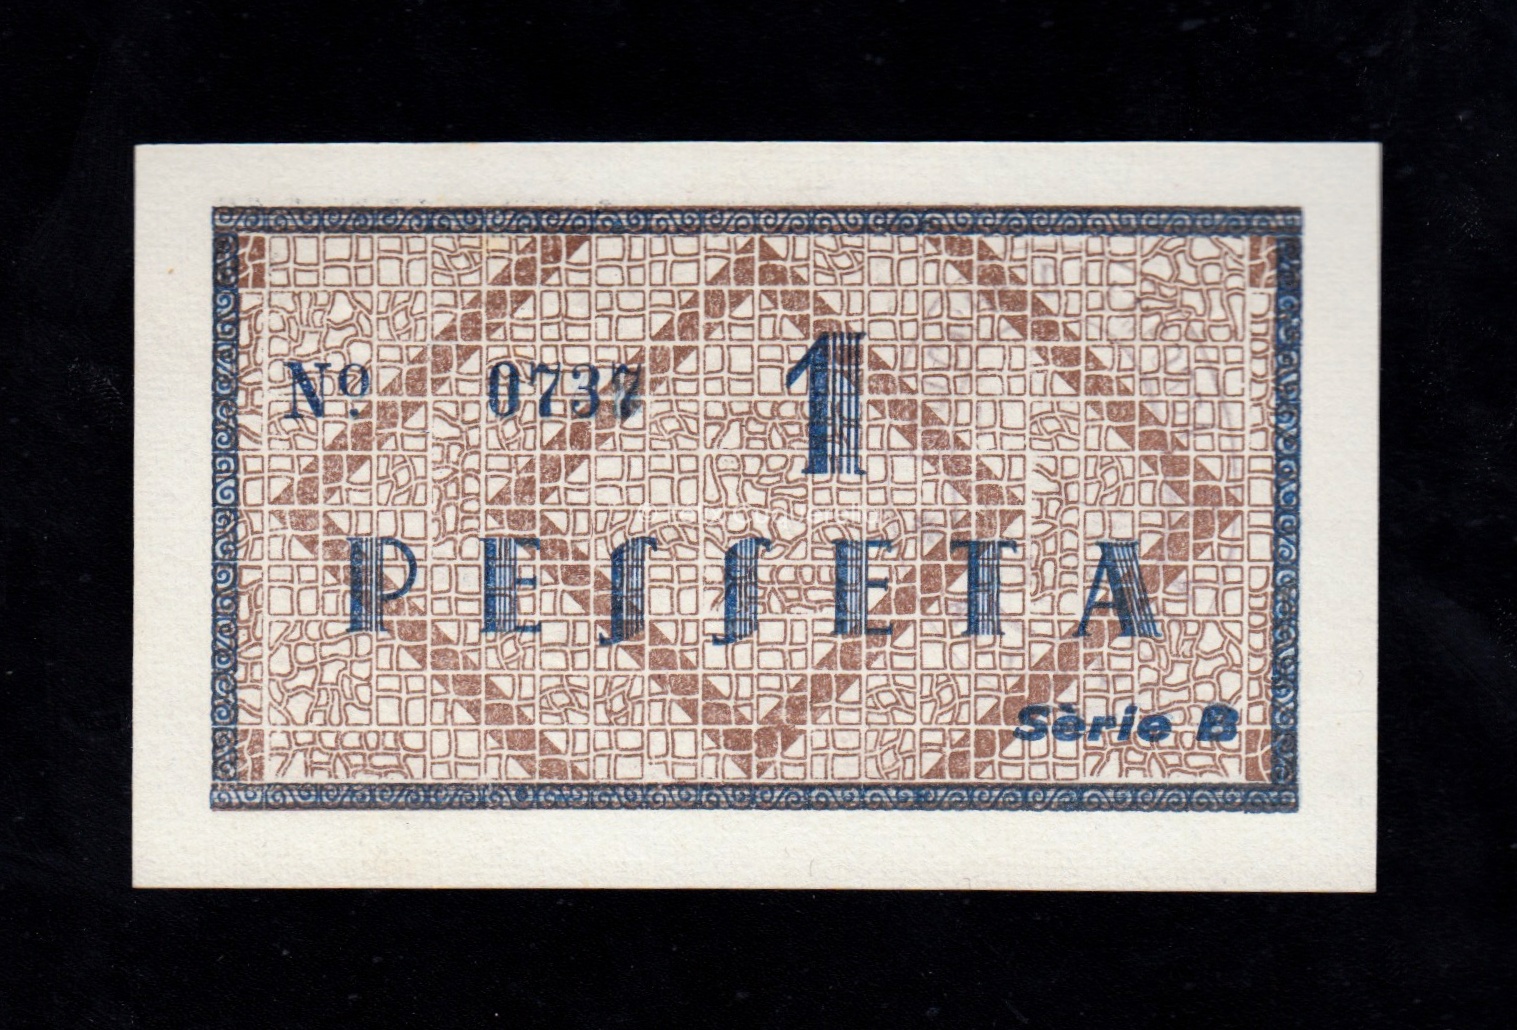 1
Nº 0737
PESSETA
Sèrie B